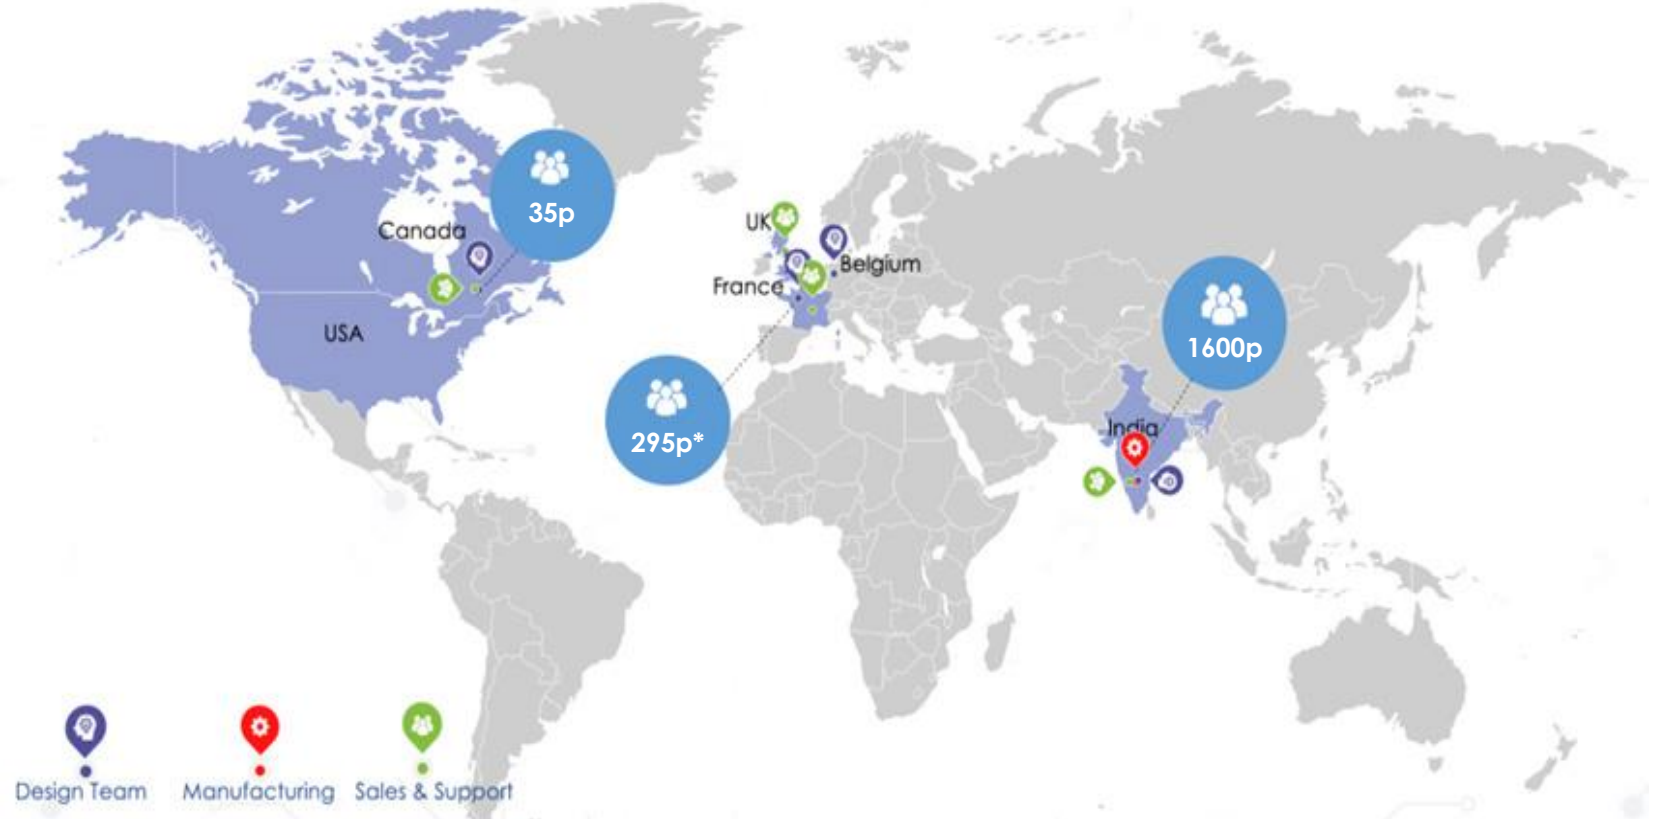 35p
Canada
UK
Belgium
France
USA
1600p
295p*
India
Design Team
Manufacturing
Sales & Support